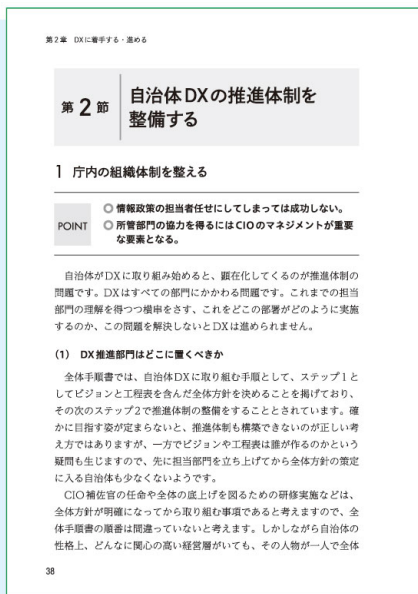 第2章 DXに着手する・進める
第2節
自治体DXの推進体制を
整備する
1 庁内の組織体制を整える
POINT
◎ 情報政策の担当者任せにしてしまっては成功しない。
◎ 所管部門の協力を得るにはCIOのマネジメントが重要
な要素となる。
自治体がDXに取り組み始めると、顕在化してくるのが推進体制の
問題です。DXはすべての部門にかかわる問題です。これまでの担当
部門の理解を得つつ横串をさす、これをどこの部署がどのように実施
するのか、この問題を解決しないとDXは進められません。
(1) DX推進部門はどこに置くべきか
全体手順書では、自治体DXに取り組む手順として、ステップ1と
してビジョンと工程表を含んだ全体方針を決めることを掲げており、
その次のステップ2で推進体制の整備をすることとされています。確
かに目指す姿が定まらないと、推進体制も構築できないのが正しい考
え方ではありますが、一方でビジョンや工程表は誰が作るのかという
疑問も生じますので、先に担当部門を立ち上げてから全体方針の策定
に入る自治体も少なくないようです。
CIO補佐官の任命や全体の底上げを図るための研修実施などは、
全体方針が明確になってから取り組む事項であると考えますので、全
体手順書の順番は間違っていないと考えます。しかしながら自治体の
性格上、どんなに関心の高い経営層がいても、その人物が一人で全体
38